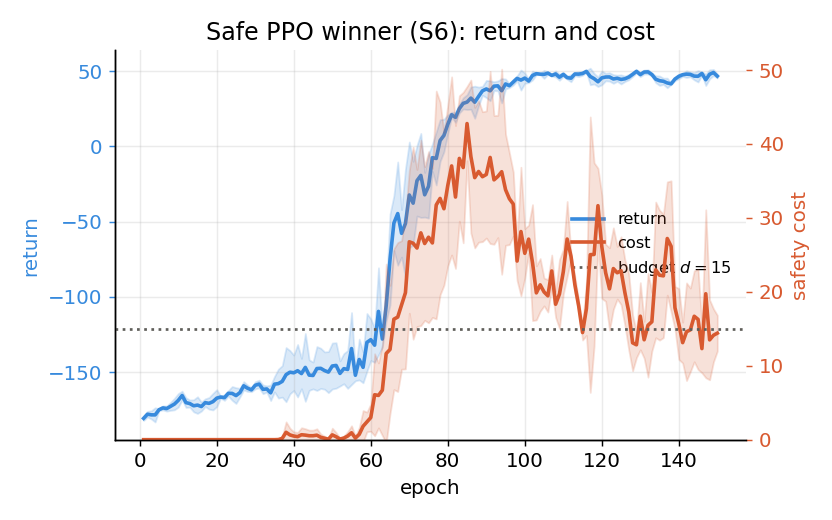 Safe PPO winner (S6): return and cost
50
0
−50
−100
−150
return
50
40
30
20
10
0
safety cost
return
cost
budget d = 15
0
20
40
60
80
100
120
140
epoch